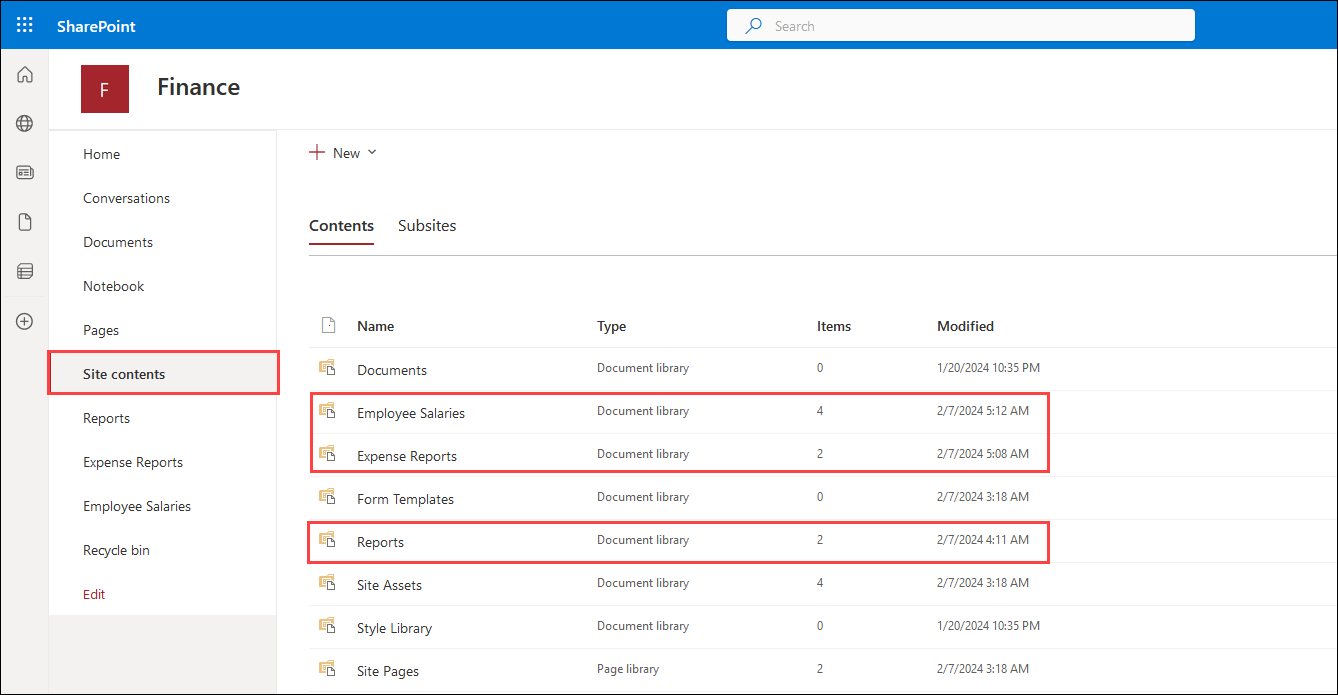 SharePoint
Search
F
Finance
Home
Conversations
Documents
Notebook
Pages
Site contents
Reports
Expense Reports
Employee Salaries
Recycle bin
Edit
New
Contents Subsites
Name Type Items Modified
Documents Document library 0 1/20/2024 10:35 PM
Employee Salaries Document library 4 2/7/2024 5:12 AM
Expense Reports Document library 2 2/7/2024 5:08 AM
Form Templates Document library 0 2/7/2024 3:18 AM
Reports Document library 2 2/7/2024 4:11 AM
Site Assets Document library 4 2/7/2024 3:18 AM
Style Library Document library 0 1/20/2024 10:35 PM
Site Pages Page library 2 2/7/2024 3:18 AM